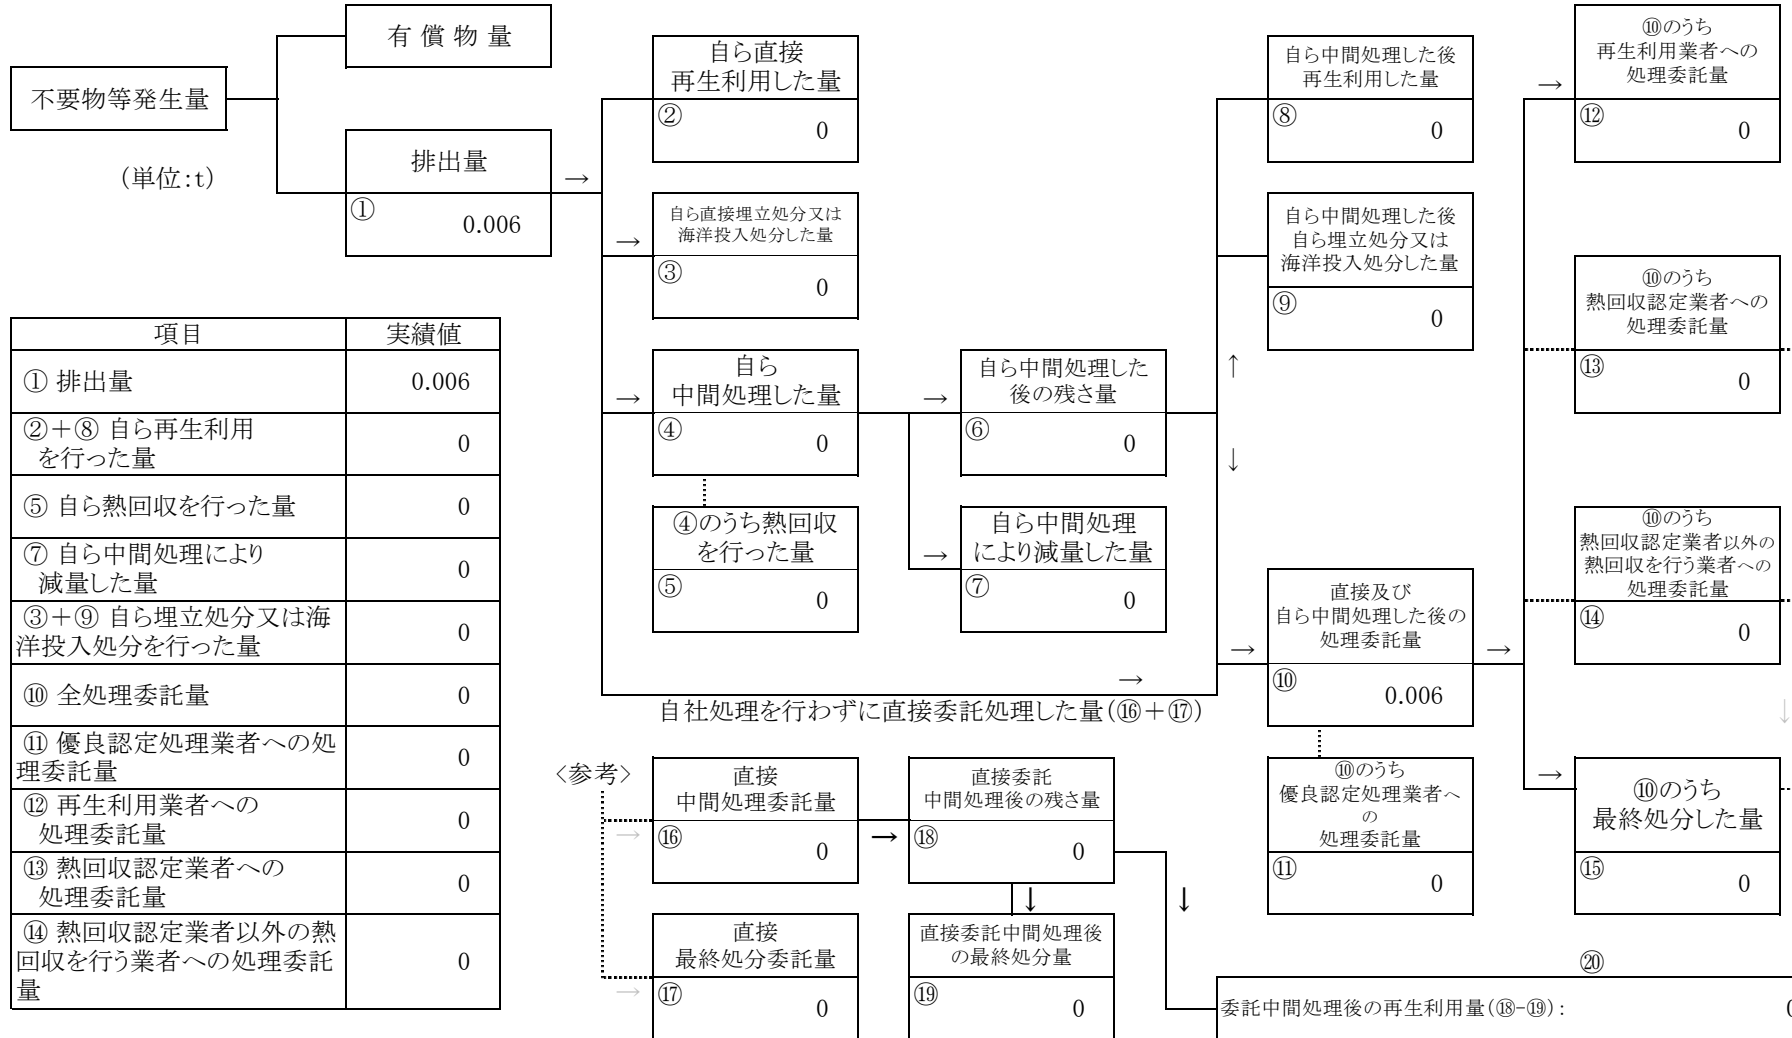 有 償 物 量
不要物等発生量
(単位:t)
排出量
→
①
0.006
自ら直接
再生利用した量
②
0
自ら直接埋立処分又は
海洋投入処分した量
→
③
0
自ら
中間処理した量
→
④
0
④のうち熱回収
を行った量
⑤
0
自ら中間処理した
後の残さ量
→
⑥
0
自ら中間処理
により減量した量
→
⑦
0
自ら中間処理した後
再生利用した量
⑧
0
自ら中間処理した後
自ら埋立処分又は
海洋投入処分した量
⑨
0
↑
↓
直接及び
自ら中間処理した後の
処理委託量
→
→
⑩
0.006
→
自社処理を行わずに直接委託処理した量(⑯+⑰)
⑩のうち
優良認定処理業者へ
の
処理委託量
⑪
0
⑩のうち
再生利用業者への
処理委託量
→
⑫
0
⑩のうち
熱回収認定業者への
処理委託量
⑬
0
⑩のうち
熱回収認定業者以外の
熱回収を行う業者への
処理委託量
⑭
0
↓
⑩のうち
最終処分した量
→
⑮
0
項目 実績値
① 排出量 0.006
②+⑧ 自ら再生利用
を行った量 0
⑤ 自ら熱回収を行った量 0
⑦ 自ら中間処理により
減量した量 0
③+⑨ 自ら埋立処分又は海
洋投入処分を行った量 0
⑩ 全処理委託量 0
⑪ 優良認定処理業者への処
理委託量 0
⑫ 再生利用業者への
処理委託量 0
⑬ 熱回収認定業者への
処理委託量 0
⑭ 熱回収認定業者以外の熱
回収を行う業者への処理委託
量 0
<参考>
直接
中間処理委託量
→
⑯
0
直接
最終処分委託量
→
⑰
0
直接委託
中間処理後の残さ量
→
⑱
0
↓
↓
直接委託中間処理後
の最終処分量
⑲
0
⑳
委託中間処理後の再生利用量(⑱-⑲):